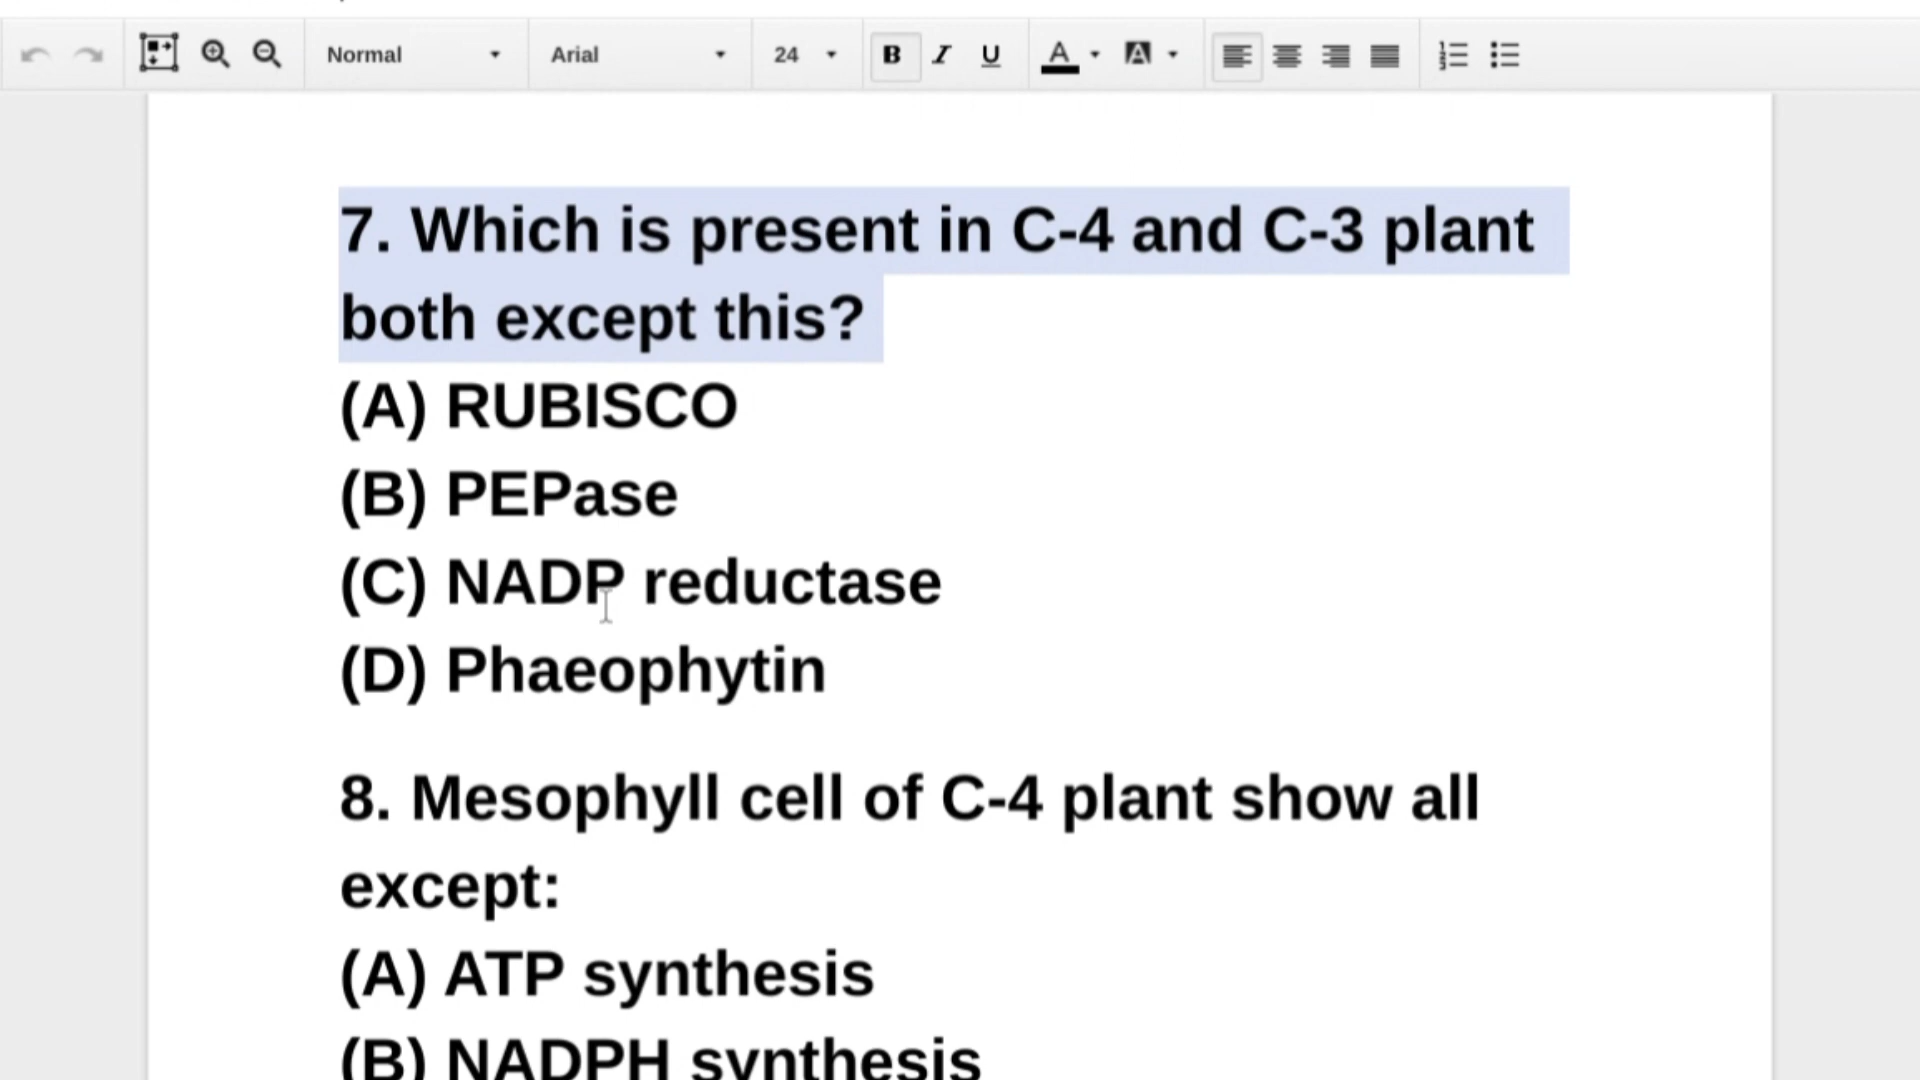 Normal Arial 24 B I U A A
7. Which is present in C-4 and C-3 plant
both except this?
(A) RUBISCO
(B) PEPase
(C) NADP reductase
(D) Phaeophytin
8. Mesophyll cell of C-4 plant show all
except:
(A) ATP synthesis
(B) NADPH synthesis